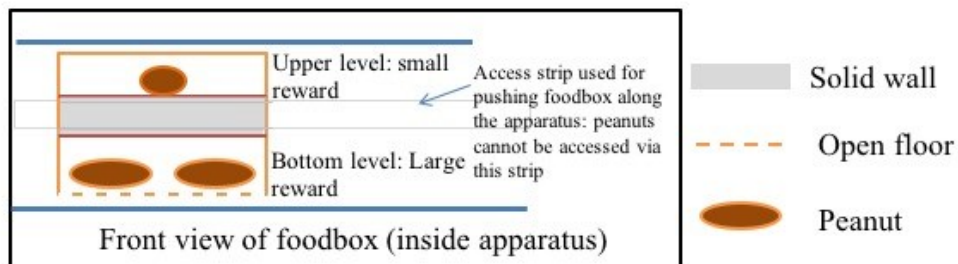 Upper level: small
reward
Access strip used for
pushing foodbox along
the apparatus: peanuts
cannot be accessed via
this strip
Bottom level: Large
reward
Front view of foodbox (inside apparatus)
Solid wall
Open floor
Peanut